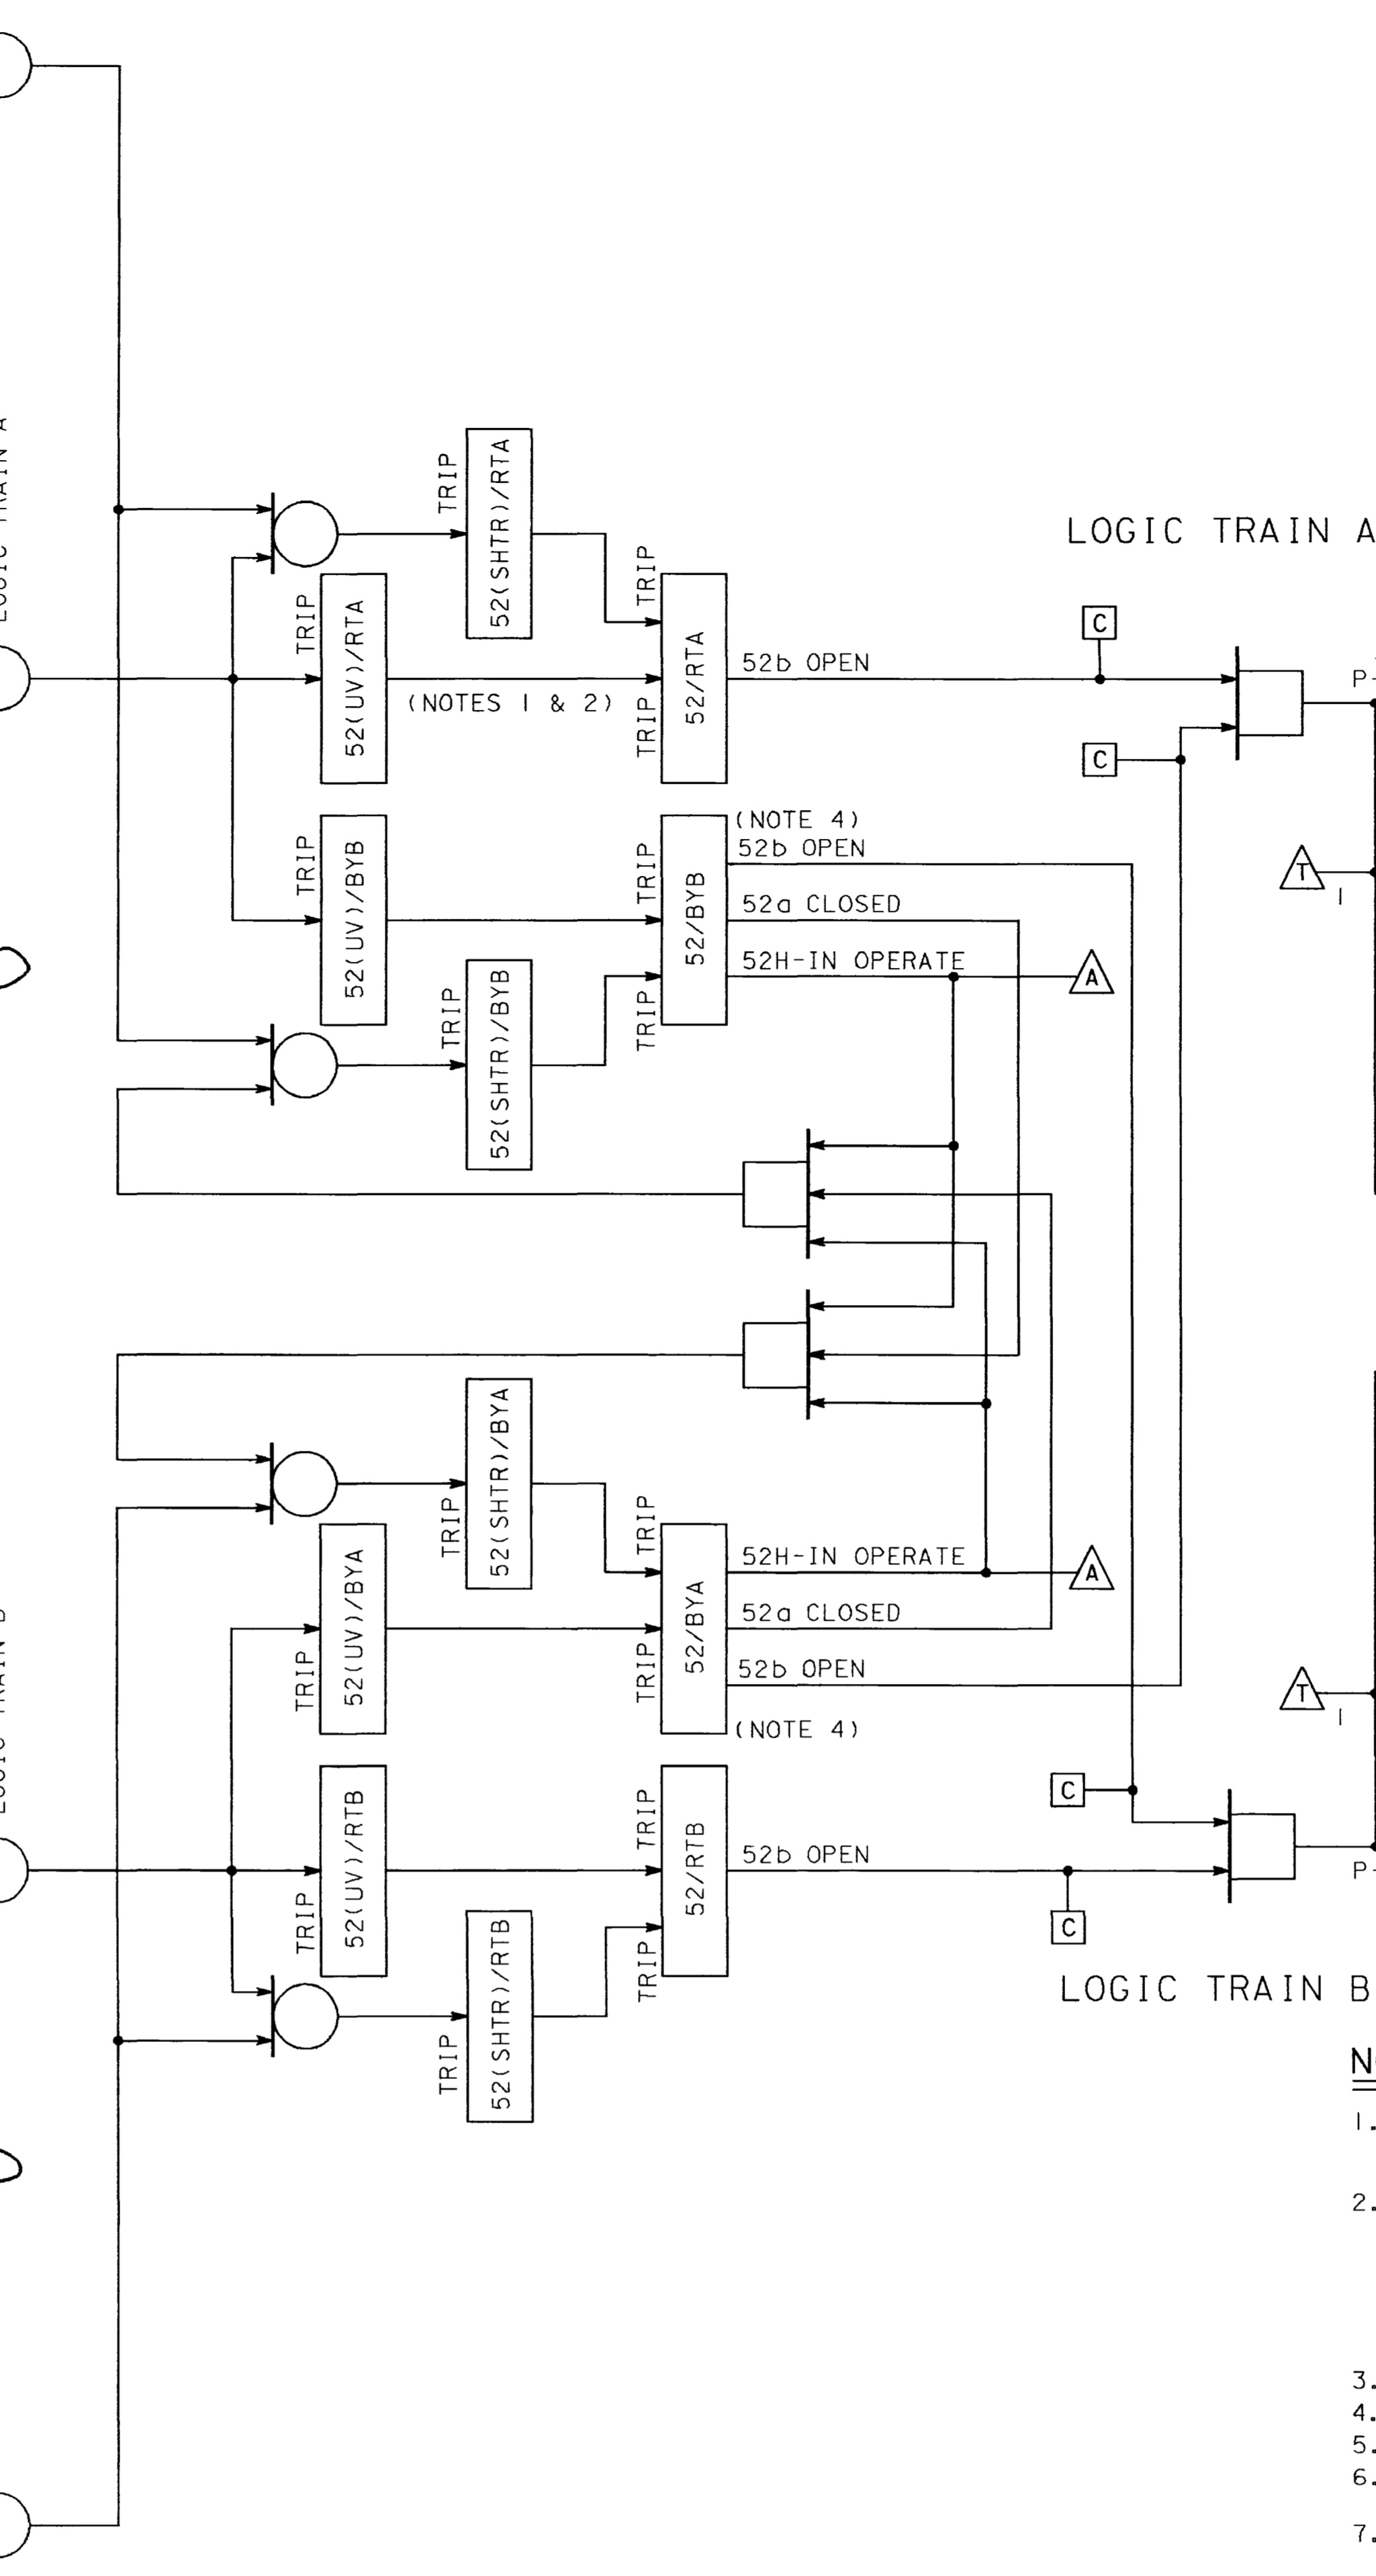 LOGIC TRAIN A
TRIP
52(SHTR)/RTA
TRIP
TRIP
52(UV)/RTA
(NOTES 1 & 2)
TRIP
52/RTA
52b OPEN
C
C
LOGIC TRAIN A
P-
TRIP
52(UV)/BYB
TRIP
52/BYB
(NOTE 4)
52b OPEN
52a CLOSED
52H-IN OPERATE
A
T
1
TRIP
52(SHTR)/BYB
TRIP
TRIP
52(SHTR)/BYA
TRIP
52H-IN OPERATE
A
TRIP
52(UV)/BYA
TRIP
52/BYA
52a CLOSED
52b OPEN
(NOTE 4)
T
1
C
TRIP
52(UV)/RTB
TRIP
52/RTB
52b OPEN
C
P-
TRIP
52(SHTR)/RTB
TRIP
LOGIC TRAIN B
1.
2.
3.
4.
5.
6.
7.